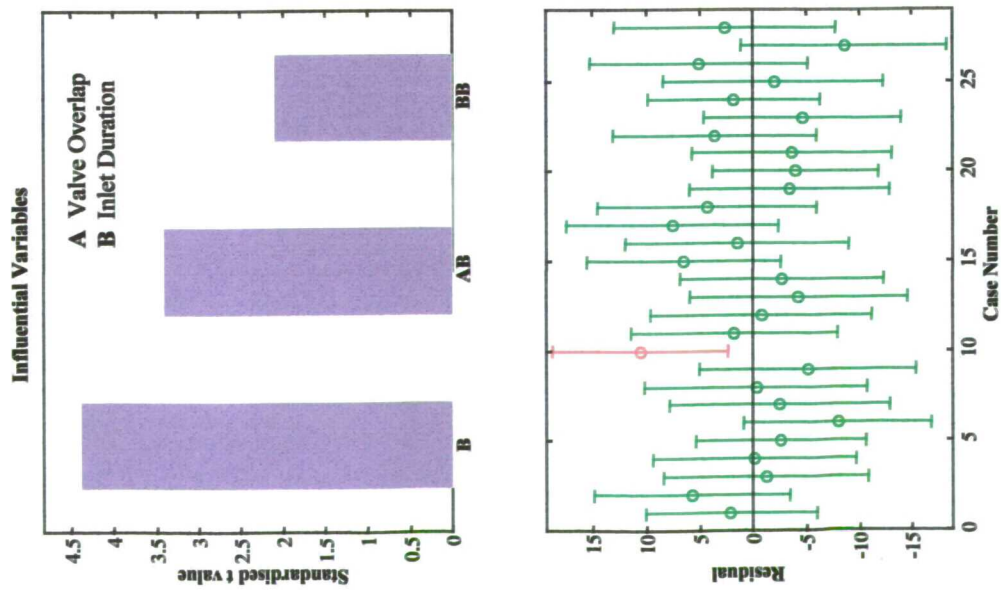 Influential Variables
Standardised t value
4.5
4
3.5
3
2.5
2
1.5
1
0.5
0
A Valve Overlap
B Inlet Duration
B
AB
BB
Residual
15
10
5
0
-5
-10
-15
0
5
10
15
20
25
Case Number